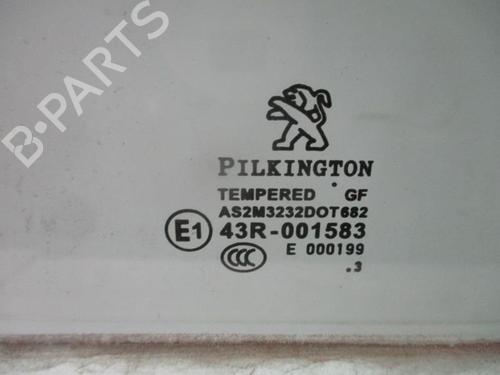 B-PARTS
PILKINGTON
TEMPERED GF
AS2M3232DOT682
E1 43R-001583
E 000199
CCC
.3